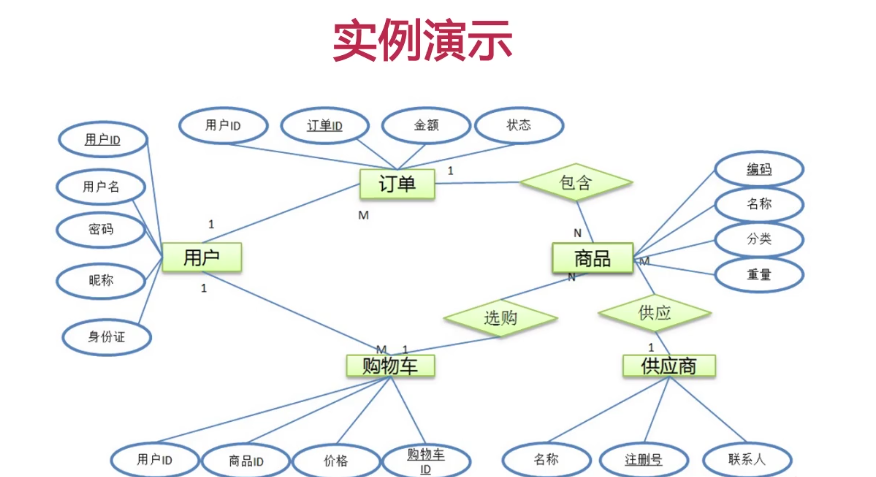 实例演示
用户ID
订单ID
金额
状态
用户ID
用户名
密码
昵称
身份证
订单
1
包含
M
1
用户
1
N
商品
N
M
编码
名称
分类
重量
选购
供应
M
1
购物车
1
供应商
用户ID
商品ID
价格
购物车
ID
名称
注删号
联系人